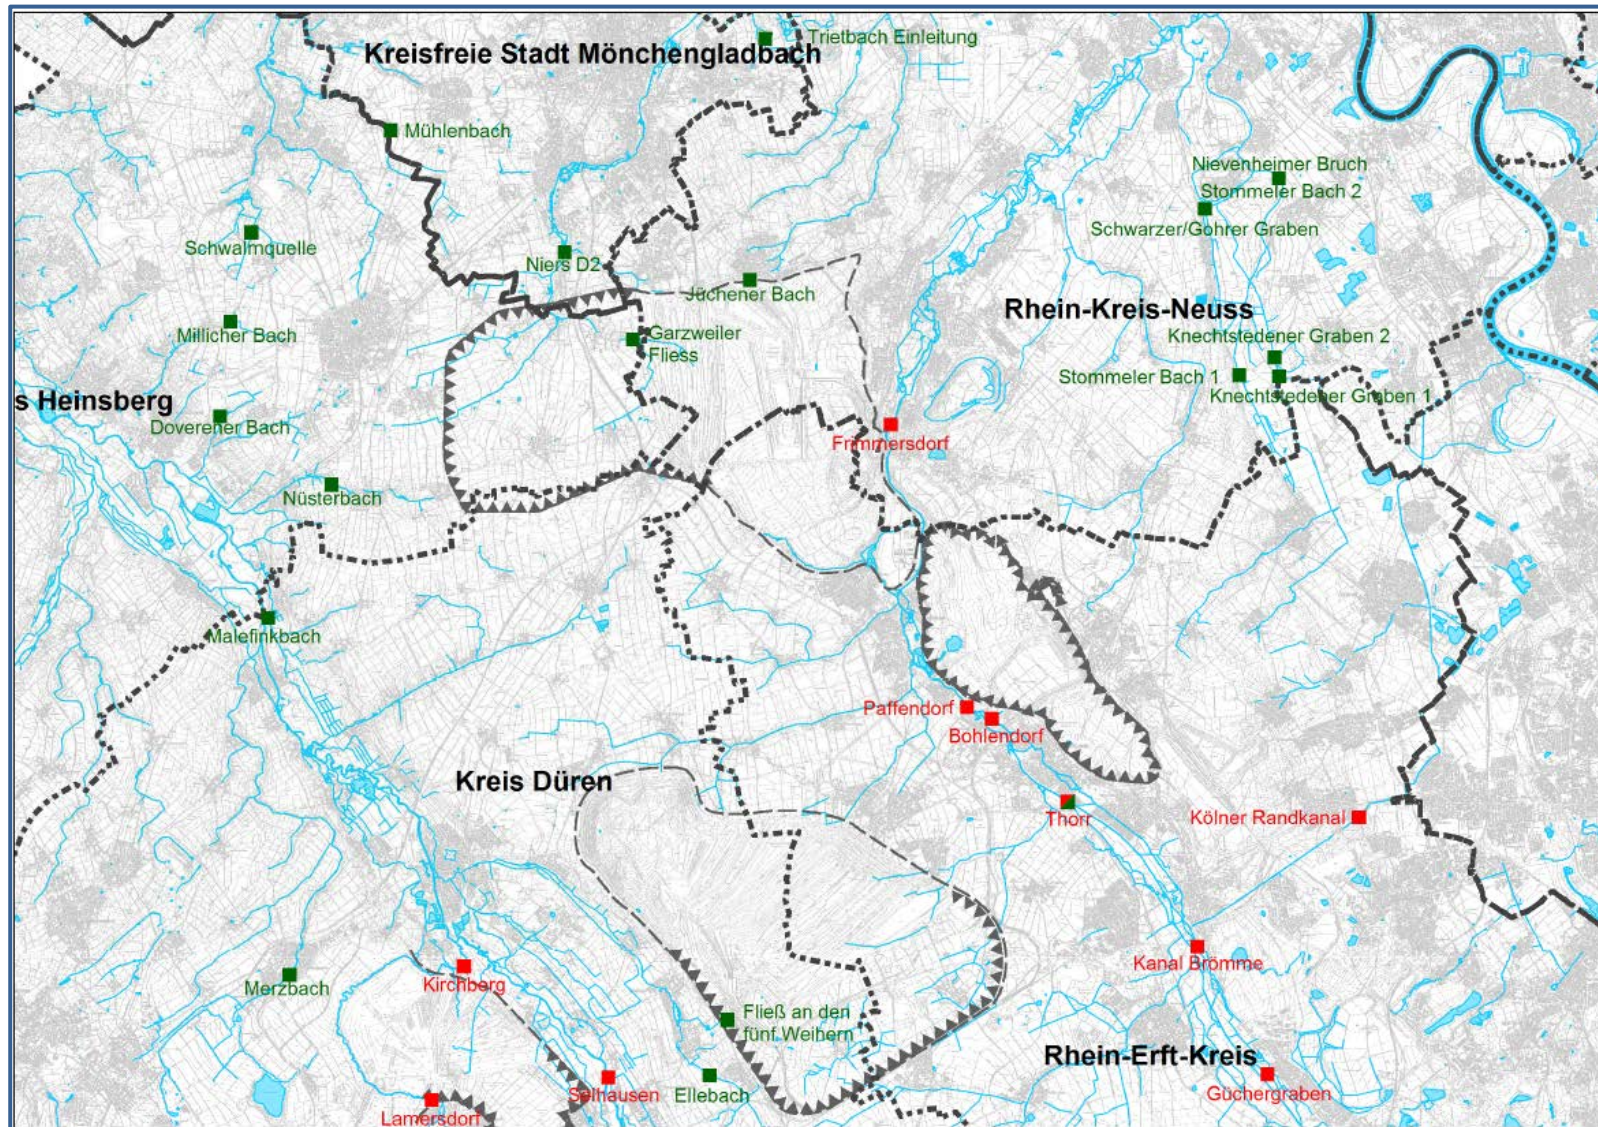 Trietbach Einleitung
Kreisfreie Stadt Mönchengladbach
Mühlenbach
Nievenheimer Bruch
Stommeler Bach 2
Schwarzer/Gohrer Graben
Schwalmquelle
Niers D2
Jüchener Bach
Rhein-Kreis-Neuss
Millicher Bach
Garzweiler
Fliess
Knechtstedener Graben 2
Stommeler Bach 1
Knechtstedener Graben 1
s Heinsberg
Doverener Bach
Frimmersdorf
Nüsterbach
Malefinkbach
Paffendorf
Bohlendorf
Kreis Düren
Thorr
Kölner Randkanal
Kanal Brömme
Merzbach
Kirchberg
Fließ an den
fünf Weihern
Rhein-Erft-Kreis
Selhausen
Ellebach
Güchergraben
Lamersdorf